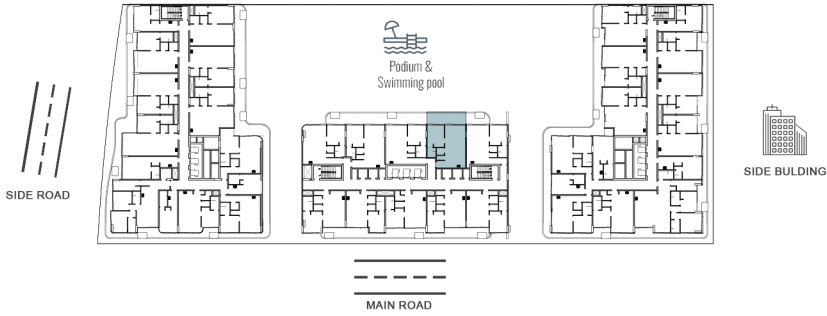 Podium &
Swimming pool
SIDE ROAD
SIDE BULDING
MAIN ROAD